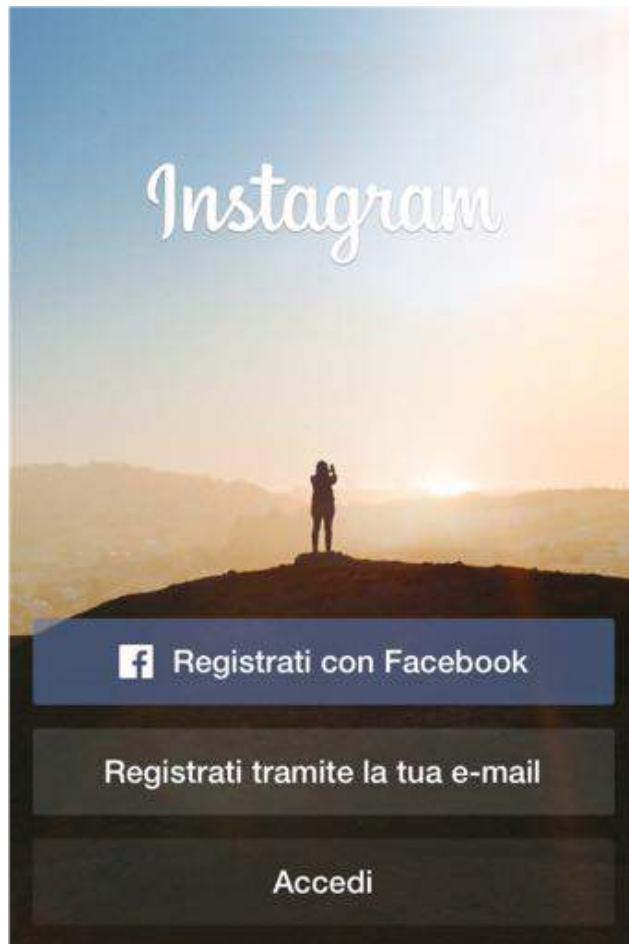 Instagram
Registrati con Facebook
Registrati tramite la tua e-mail
Accedi